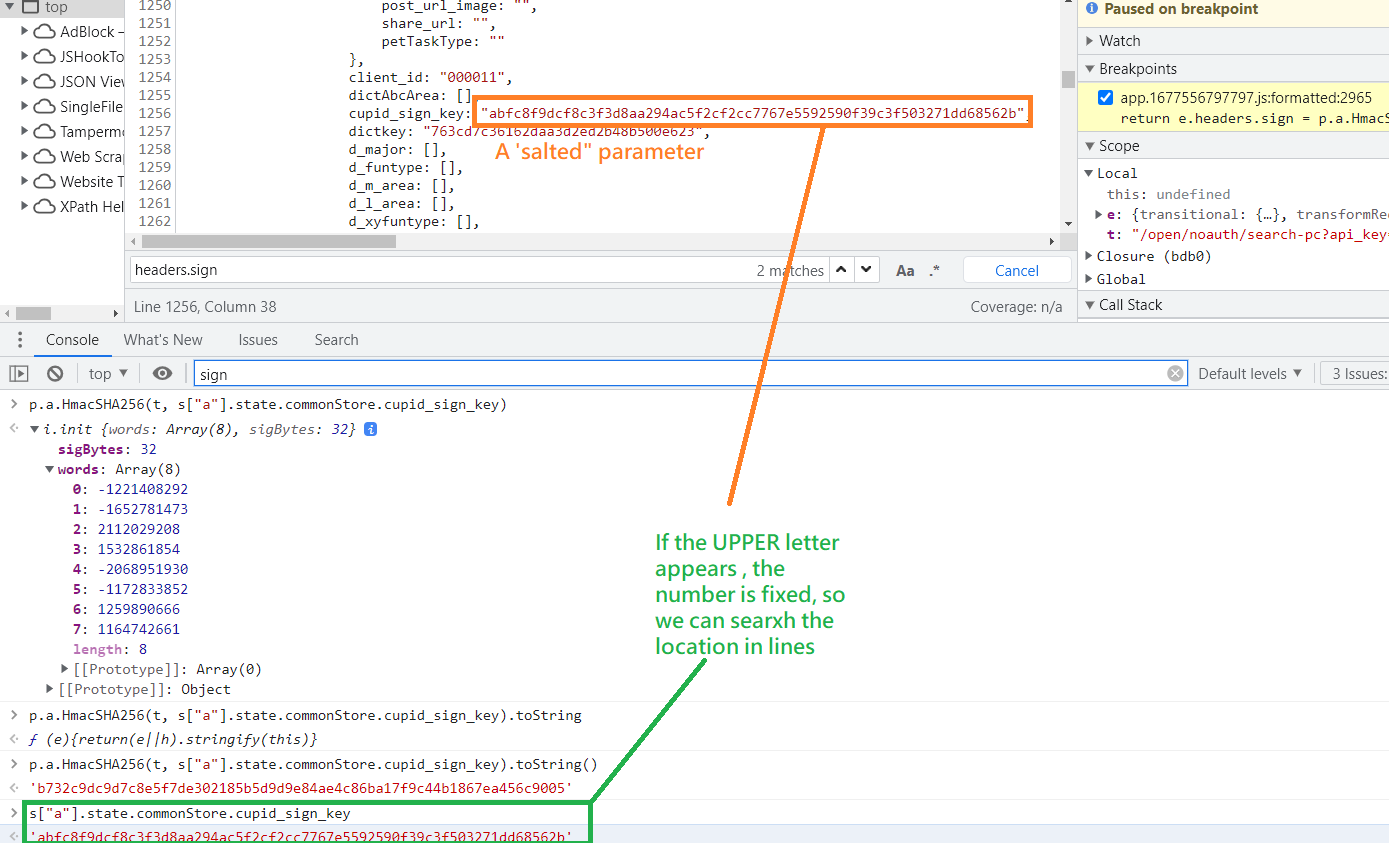 top
AdBlock –
JSHookTo
JSON View
SingleFile
Tampermo
Web Scrap
Website T
XPath Hel
1250 post_url_image: "",
1251 share_url: "",
1252 petTaskType: ""
1253 },
1254 client_id: "000011",
1255 dictAbcArea: []
1256 cupid_sign_key: "abfc8f9dcf8c3f3d8aa294ac5f2cf2cc7767e5592590f39c3f503271dd68562b",
1257 dictkey: "763cd7c36162daa3d2ed2b48b500e623",
1258 d_major: [],
1259 d_funtype: [],
1260 d_m_area: [],
1261 d_l_area: [],
1262 d_xyfuntype: [],
A 'salted" parameter
headers.sign
2 matches
Aa
.*
Cancel
Line 1256, Column 38
Coverage: n/a
Paused on breakpoint
Watch
Breakpoints
app.1677556797797.js:formatted:2965
return e.headers.sign = p.a.HmacS
Scope
Local
this: undefined
e: {transitional: {…}, transformRe
t: "/open/noauth/search-pc?api_key=
Closure (bdb0)
Global
Call Stack
Console
What's New
Issues
Search
top
sign
Default levels
3 Issues:
p.a.HmacSHA256(t, s["a"].state.commonStore.cupid_sign_key)
i.init {words: Array(8), sigBytes: 32}
sigBytes: 32
words: Array(8)
0: -1221408292
1: -1652781473
2: 2112029208
3: 1532861854
4: -2068951930
5: -1172833852
6: 1259890666
7: 1164742661
length: 8
[[Prototype]]: Array(0)
[[Prototype]]: Object
p.a.HmacSHA256(t, s["a"].state.commonStore.cupid_sign_key).toString
ƒ (e){return(e||h).stringify(this)}
p.a.HmacSHA256(t, s["a"].state.commonStore.cupid_sign_key).toString()
'b732c9dc9d7c8e5f7de302185b5d9d9e84ae4c86ba17f9c44b1867ea456c9005'
s["a"].state.commonStore.cupid_sign_key
'abfc8f9dcf8c3f3d8aa294ac5f2cf2cc7767e5592590f39c3f503271dd68562b'
If the UPPER letter
appears , the
number is fixed, so
we can searxh the
location in lines